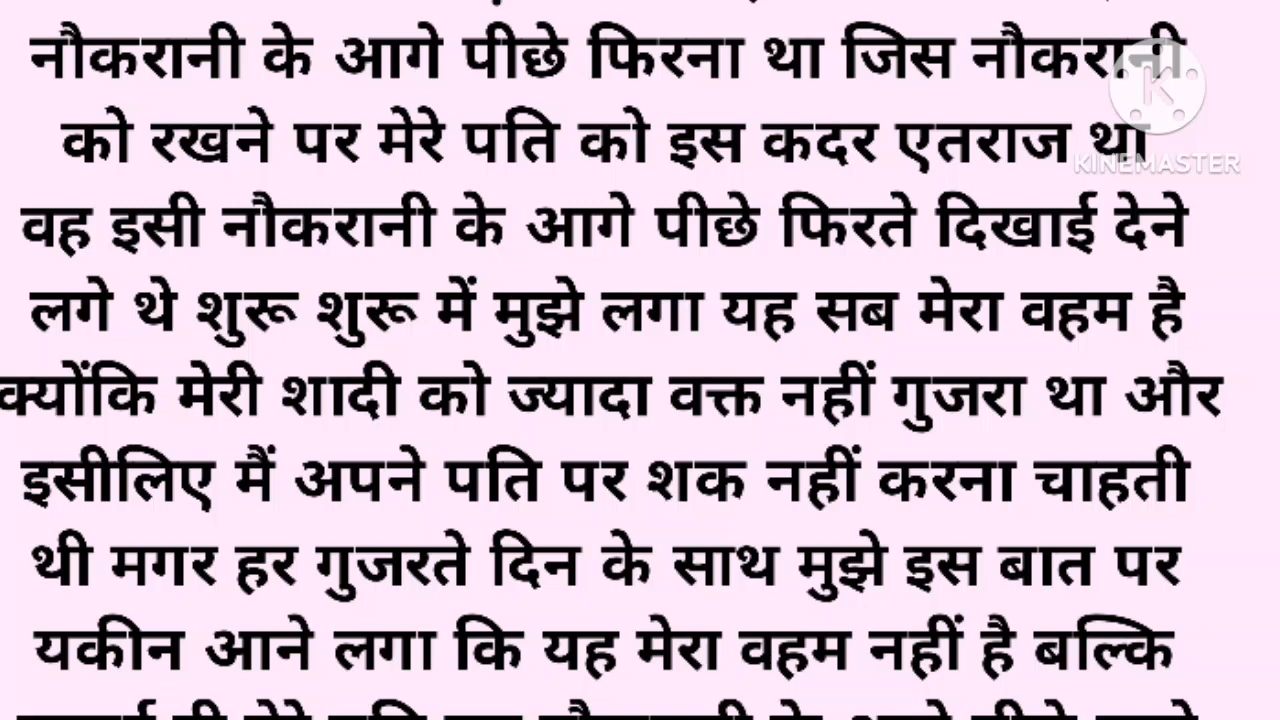 नौकरानी के आगे पीछे फिरना था जिस नौकरानी
को रखने पर मेरे पति को इस कदर एतराज था
KINEMASTER
वह इसी नौकरानी के आगे पीछे फिरते दिखाई देने
लगे थे शुरू शुरू में मुझे लगा यह सब मेरा वहम है
क्योंकि मेरी शादी को ज्यादा वक्त नहीं गुजरा था और
इसीलिए मैं अपने पति पर शक नहीं करना चाहती
थी मगर हर गुजरते दिन के साथ मुझे इस बात पर
यकीन आने लगा कि यह मेरा वहम नहीं है बल्कि